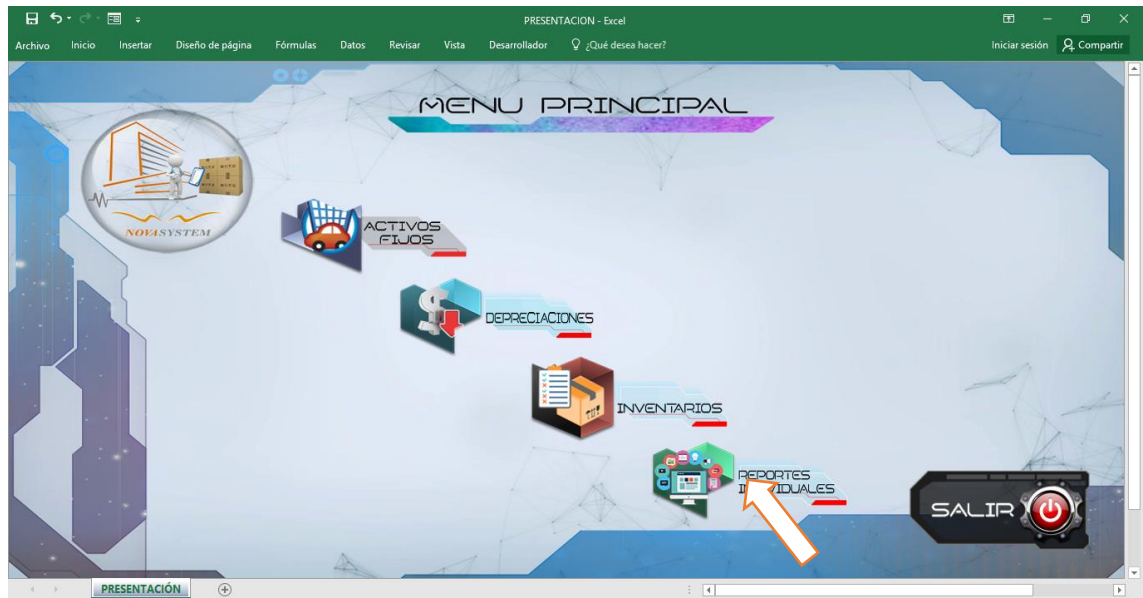 PRESENTACION - Excel
Archivo Inicio Insertar Diseño de página Fórmulas Datos Revisar Vista Desarrollador ¿Qué desea hacer? Iniciar sesión Compartir
MENU PRINCIPAL
NOVASYSTEM
ACTIVOS
FIJOS
DEPRECIACIONES
INVENTARIOS
REPORTES
INDIVIDUALES
SALIR
PRESENTACIÓN